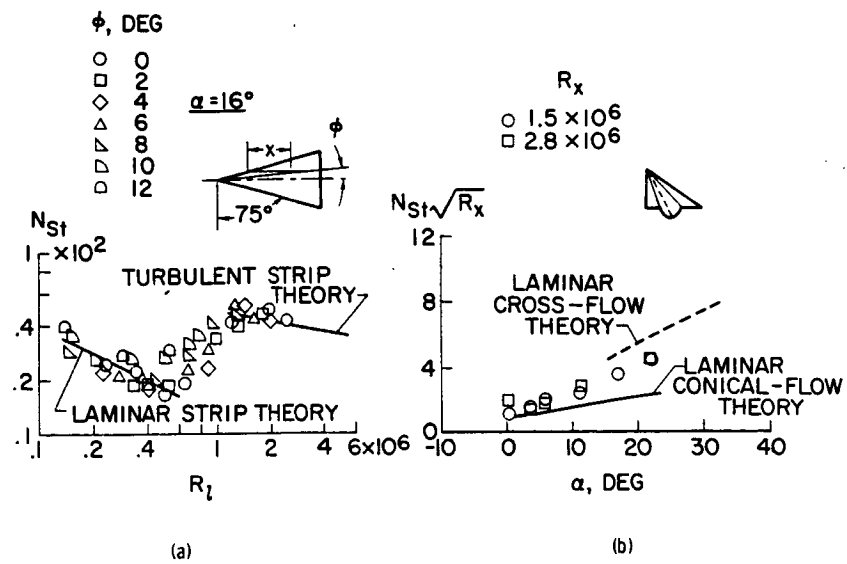 ϕ, DEG
0
2
4
6
8
10
12
α = 16°
x
ϕ
75°
N_St
1 ×10²
.4
.2
.1
TURBULENT STRIP
THEORY
LAMINAR STRIP THEORY
.1 .2 .4 1 2 4 6×10⁶
R_l
(a)
R_x
1.5 ×10⁶
2.8 ×10⁶
N_St√R_x
12
8
4
0
LAMINAR
CROSS-FLOW
THEORY
LAMINAR
CONICAL-FLOW
THEORY
-10 0 10 20 30 40
α, DEG
(b)